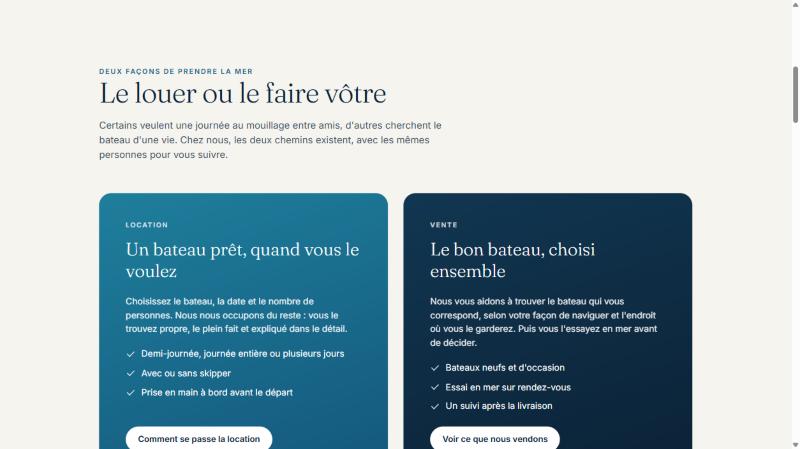 DEUX FAÇONS DE PRENDRE LA MER
Le louer ou le faire vôtre
Certains veulent une journée au mouillage entre amis, d'autres cherchent le
bateau d'une vie. Chez nous, les deux chemins existent, avec les mêmes
personnes pour vous suivre.
LOCATION
Un bateau prêt, quand vous le
voulez
Choisissez le bateau, la date et le nombre de
personnes. Nous nous occupons du reste : vous le
trouvez propre, le plein fait et expliqué dans le détail.
Demi-journée, journée entière ou plusieurs jours
Avec ou sans skipper
Prise en main à bord avant le départ
Comment se passe la location
VENTE
Le bon bateau, choisi
ensemble
Nous vous aidons à trouver le bateau qui vous
correspond, selon votre façon de naviguer et l'endroit
où vous le garderez. Puis vous l'essayez en mer avant
de décider.
Bateaux neufs et d'occasion
Essai en mer sur rendez-vous
Un suivi après la livraison
Voir ce que nous vendons